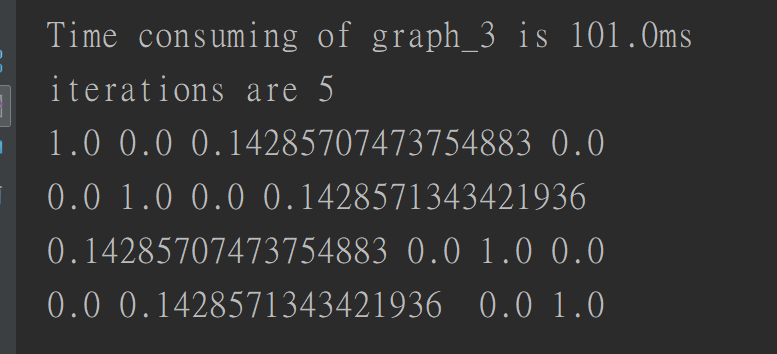 Time consuming of graph_3 is 101.0ms
iterations are 5
1.0 0.0 0.14285707473754883 0.0
0.0 1.0 0.0 0.1428571343421936
0.14285707473754883 0.0 1.0 0.0
0.0 0.1428571343421936  0.0 1.0